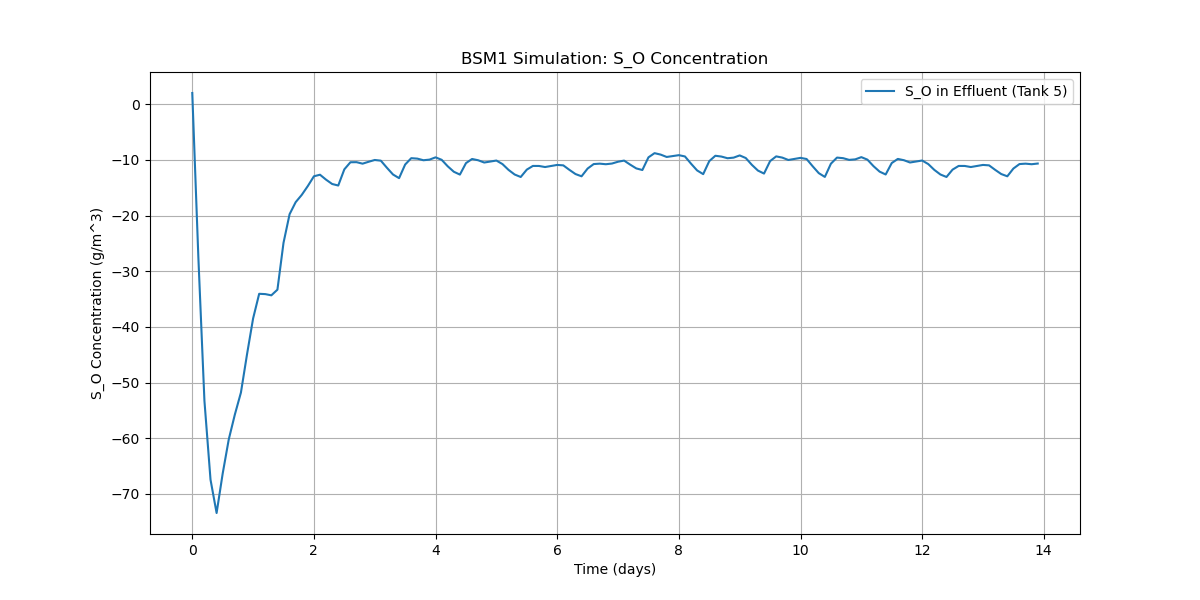 BSM1 Simulation: S_O Concentration
S_O in Effluent (Tank 5)
S_O Concentration (g/m^3)
0
−10
−20
−30
−40
−50
−60
−70
0 2 4 6 8 10 12 14
Time (days)